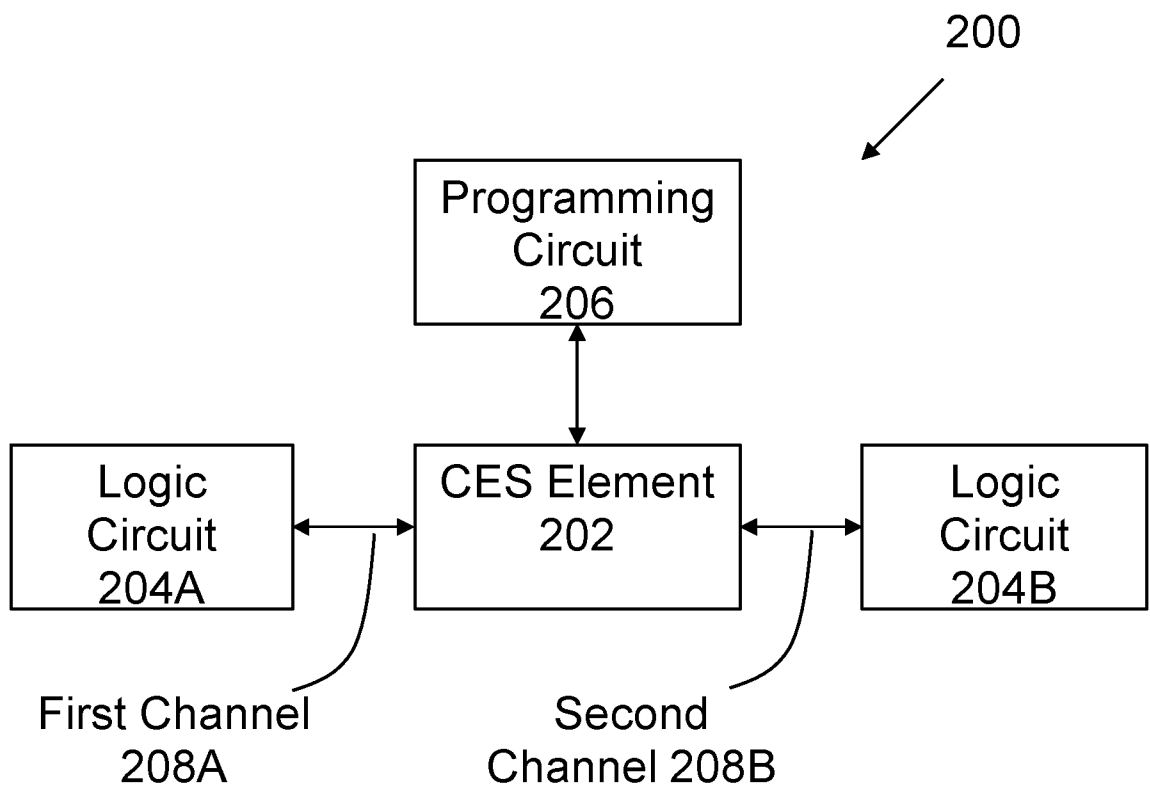 200
Programming
Circuit
206
Logic
Circuit
204A
CES Element
202
Logic
Circuit
204B
First Channel
208A
Second
Channel 208B